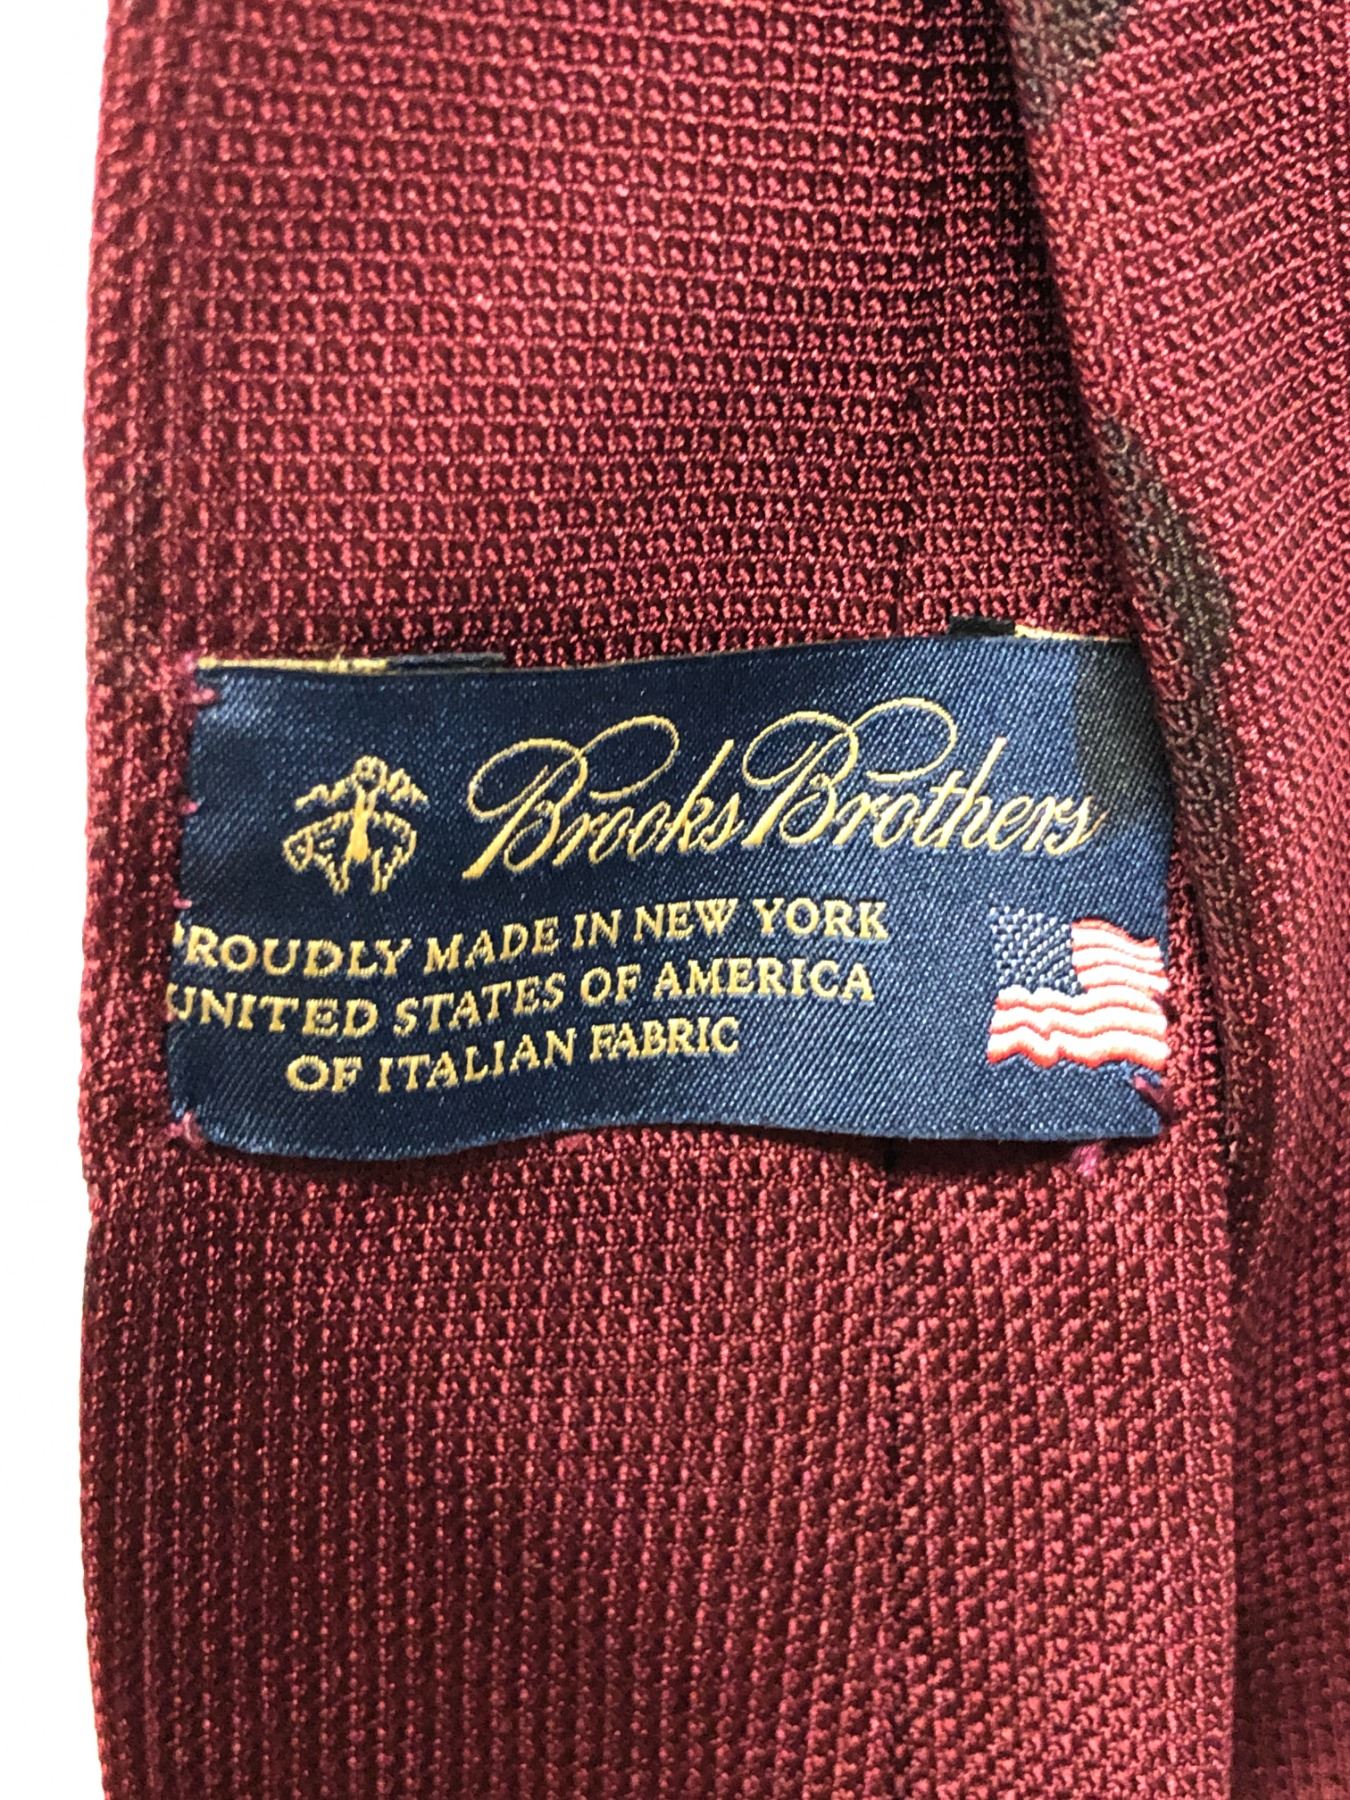 Brooks Brothers
PROUDLY MADE IN NEW YORK
UNITED STATES OF AMERICA
OF ITALIAN FABRIC